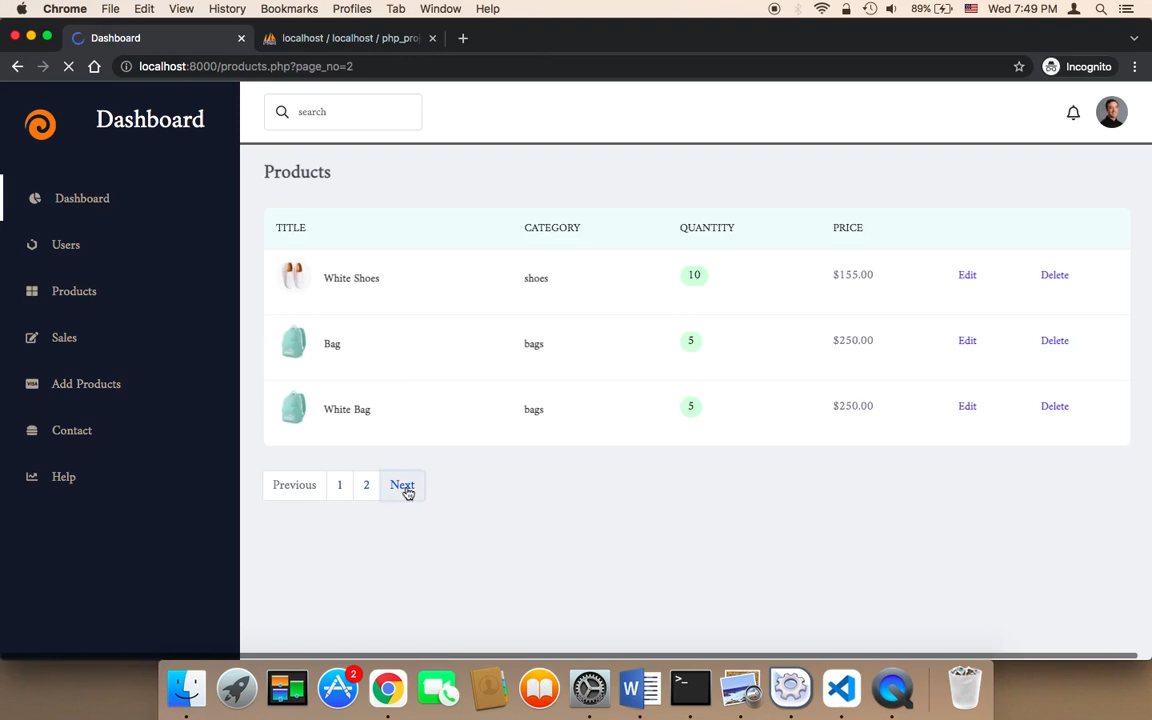 Chrome File Edit View History Bookmarks Profiles Tab Window Help 89% Wed 7:49 PM
Dashboard localhost / localhost / php_pro
localhost:8000/products.php?page_no=2 Incognito
Dashboard
search
Products
Dashboard
Users
Products
Sales
Add Products
Contact
Help
TITLE CATEGORY QUANTITY PRICE
White Shoes shoes 10 $155.00 Edit Delete
Bag bags 5 $250.00 Edit Delete
White Bag bags 5 $250.00 Edit Delete
Previous 1 2 Next
2